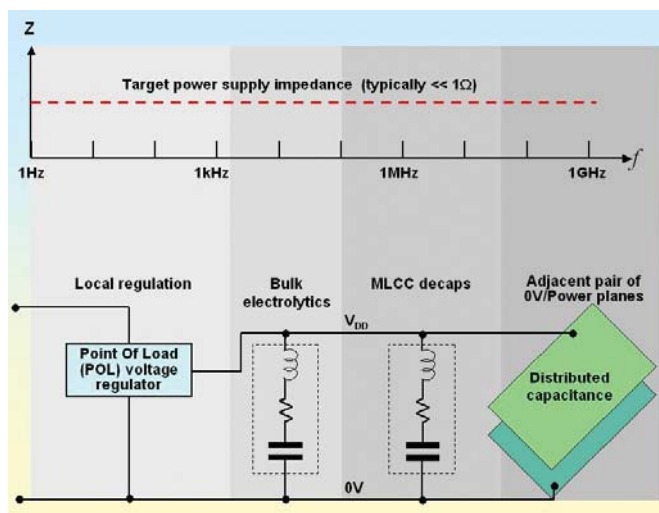 Z
Target power supply impedance (typically << 1Ω)
1Hz
1kHz
1MHz
1GHz
f
Local regulation
Bulk
electrolytics
MLCC decaps
Adjacent pair of
0V/Power planes
VDD
Point Of Load
(POL) voltage
regulator
Distributed
capacitance
0V